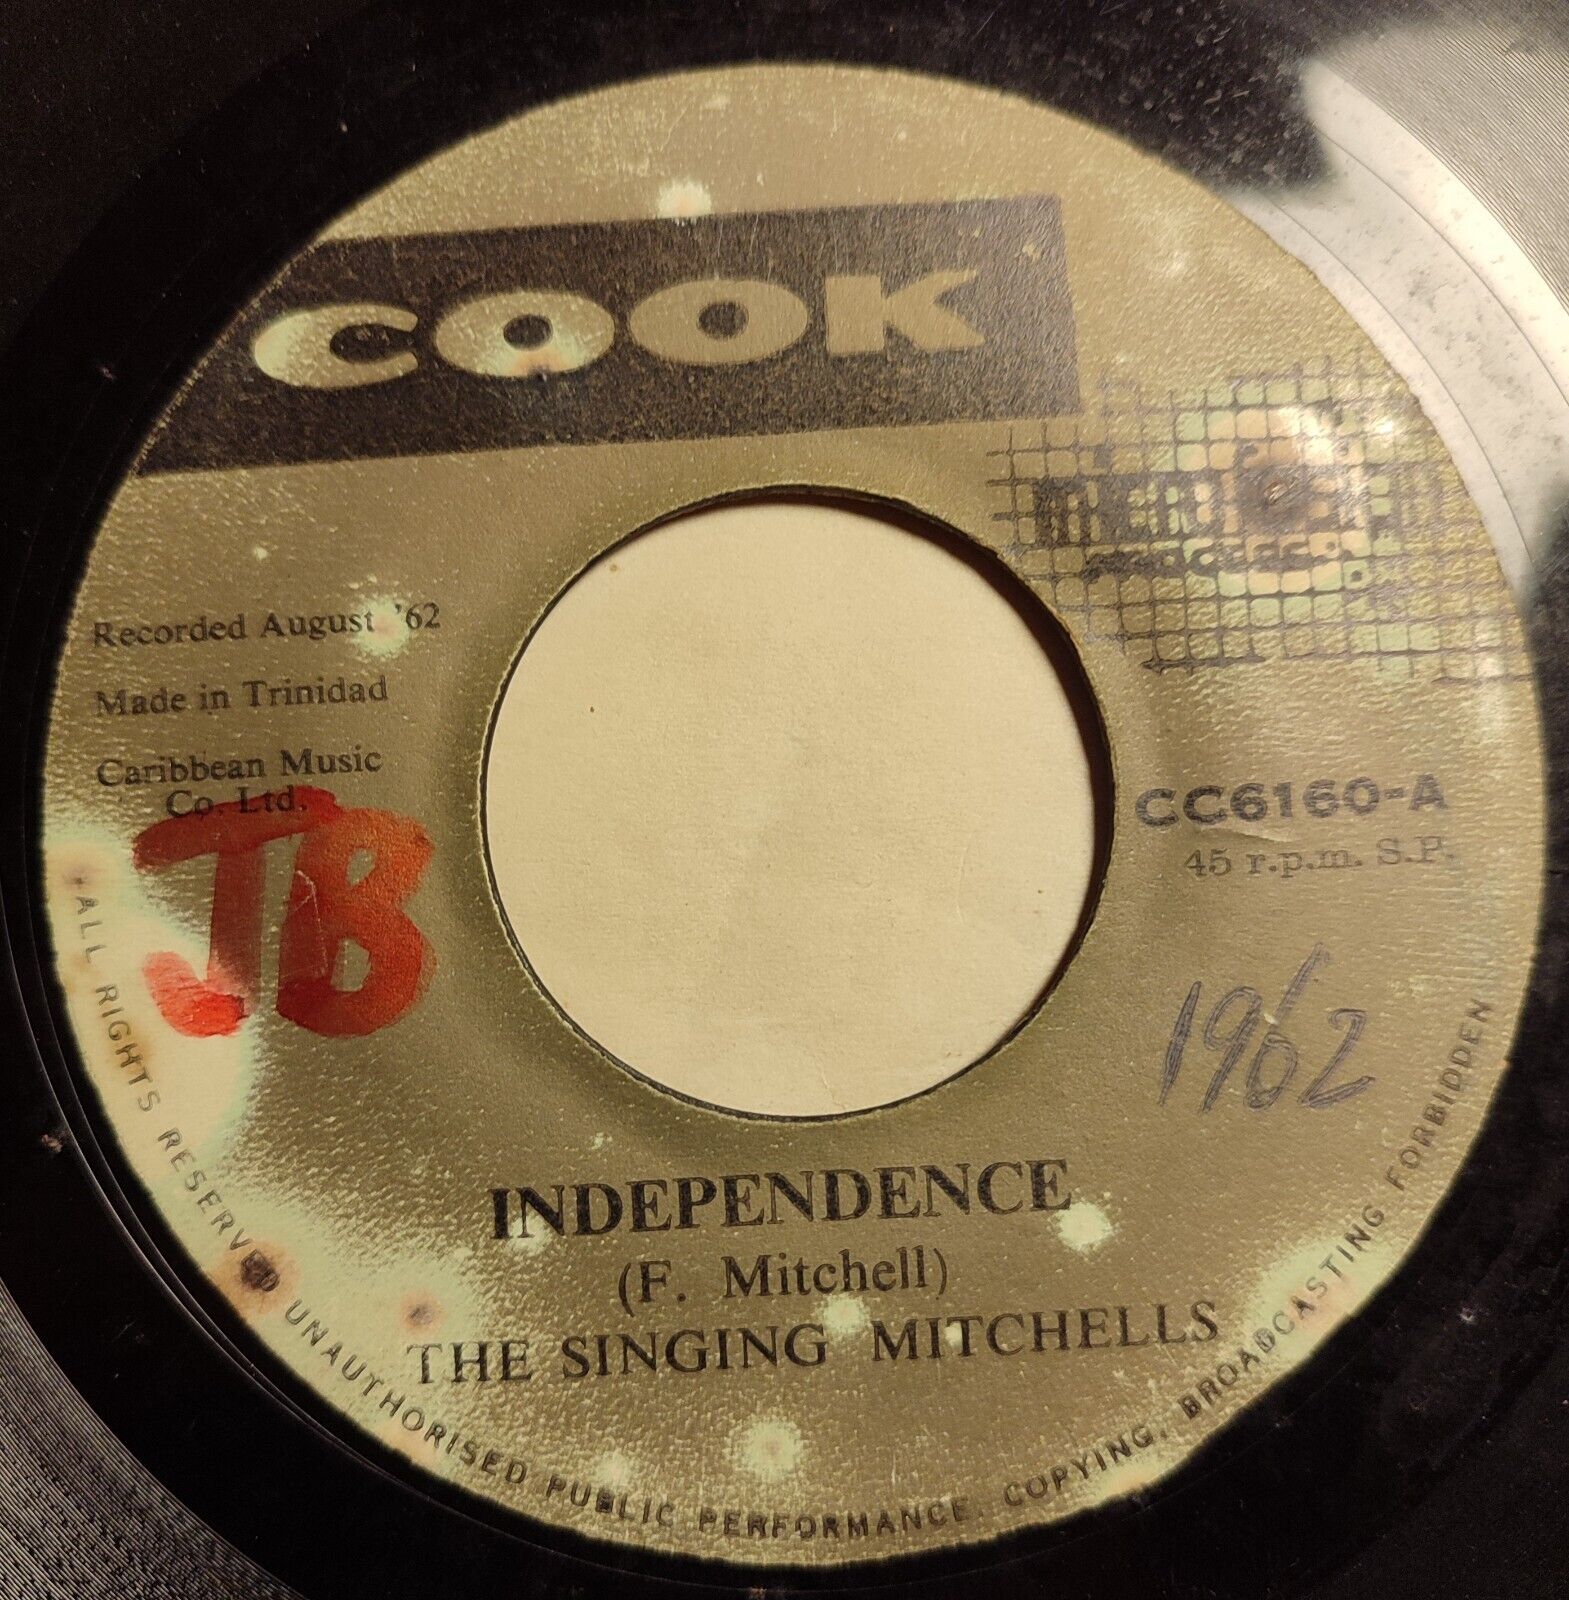 COOK
Recorded August '62
Made in Trinidad
Caribbean Music
Co. Ltd.
JB
CC6160-A
45 r.p.m. S.P.
1962
INDEPENDENCE
(F. Mitchell)
THE SINGING MITCHELLS
ALL RIGHTS RESERVED UNAUTHORISED PUBLIC PERFORMANCE, COPYING, BROADCASTING FORBIDDEN